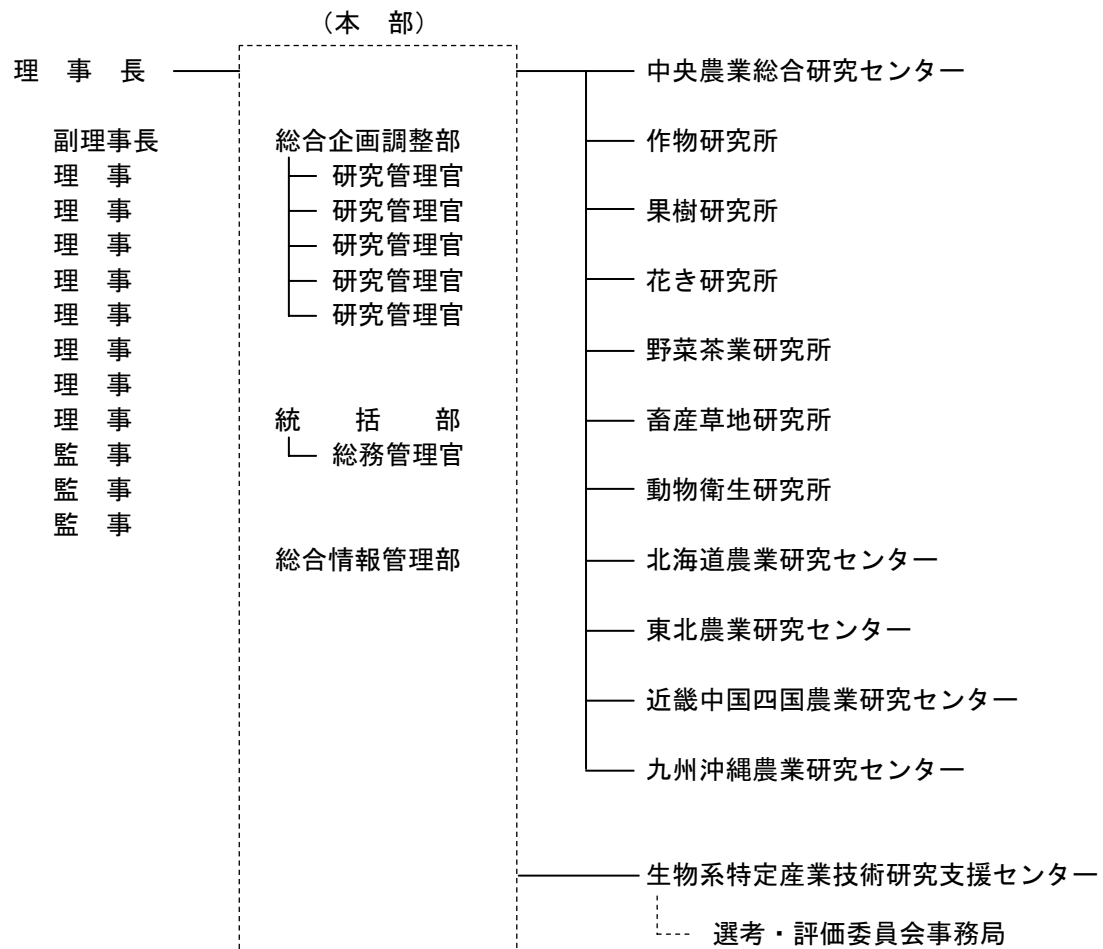 （本　部）
理　事　長
副理事長
理　事
理　事
理　事
理　事
理　事
理　事
理　事
理　事
監　事
監　事
監　事
総合企画調整部
研究管理官
研究管理官
研究管理官
研究管理官
研究管理官
統　括　部
総務管理官
総合情報管理部
中央農業総合研究センター
作物研究所
果樹研究所
花き研究所
野菜茶業研究所
畜産草地研究所
動物衛生研究所
北海道農業研究センター
東北農業研究センター
近畿中国四国農業研究センター
九州沖縄農業研究センター
生物系特定産業技術研究支援センター
選考・評価委員会事務局